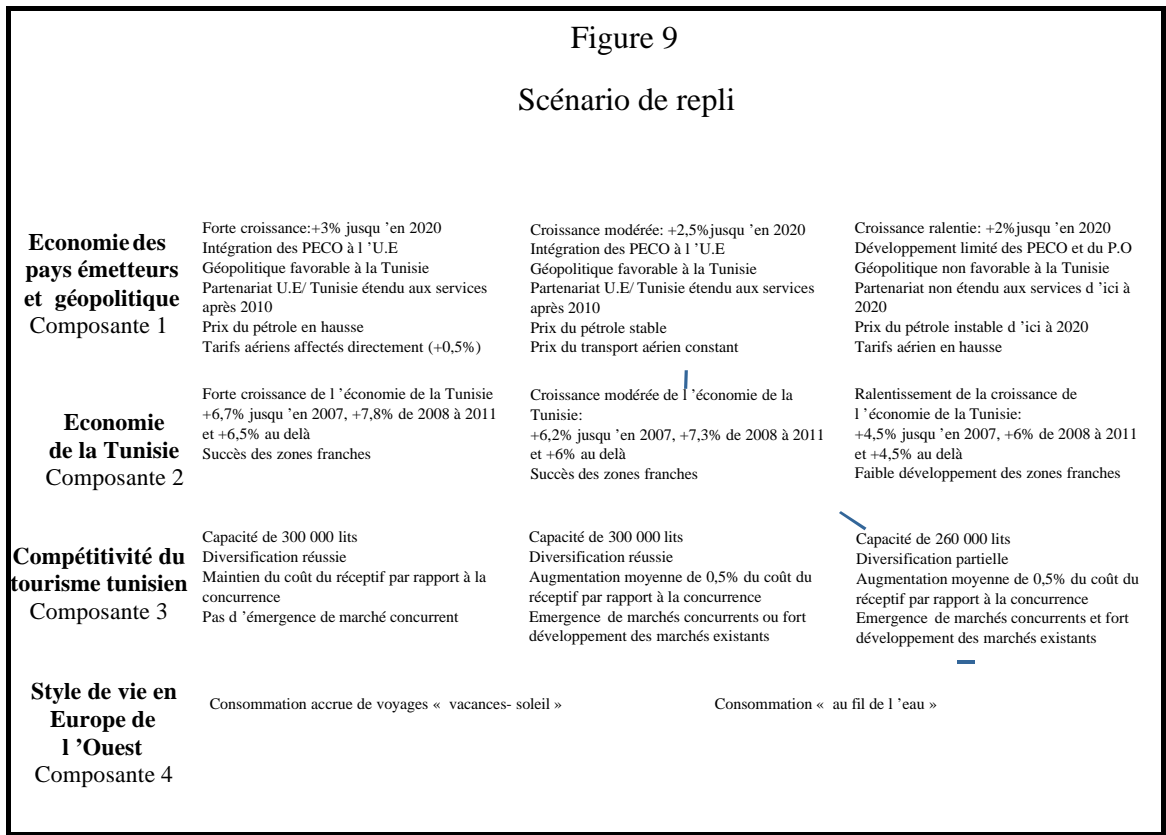 Figure 9
Scénario de repli
Economie des
pays émetteurs
et géopolitique
Composante 1
Forte croissance:+3% jusqu 'en 2020
Intégration des PECO à l 'U.E
Géopolitique favorable à la Tunisie
Partenariat U.E/ Tunisie étendu aux services
après 2010
Prix du pétrole en hausse
Tarifs aériens affectés directement (+0,5%)
Croissance modérée: +2,5%jusqu 'en 2020
Intégration des PECO à l 'U.E
Géopolitique favorable à la Tunisie
Partenariat U.E/ Tunisie étendu aux services
après 2010
Prix du pétrole stable
Prix du transport aérien constant
Croissance ralentie: +2%jusqu 'en 2020
Développement limité des PECO et du P.O
Géopolitique non favorable à la Tunisie
Partenariat non étendu aux services d 'ici à
2020
Prix du pétrole instable d 'ici à 2020
Tarifs aérien en hausse
Economie
de la Tunisie
Composante 2
Forte croissance de l 'économie de la Tunisie
+6,7% jusqu 'en 2007, +7,8% de 2008 à 2011
et +6,5% au delà
Succès des zones franches
Croissance modérée de l 'économie de la
Tunisie:
+6,2% jusqu 'en 2007, +7,3% de 2008 à 2011
et +6% au delà
Succès des zones franches
Ralentissement de la croissance de
l 'économie de la Tunisie:
+4,5% jusqu 'en 2007, +6% de 2008 à 2011
et +4,5% au delà
Faible développement des zones franches
Compétitivité du
tourisme tunisien
Composante 3
Capacité de 300 000 lits
Diversification réussie
Maintien du coût du réceptif par rapport à la
concurrence
Pas d 'émergence de marché concurrent
Capacité de 300 000 lits
Diversification réussie
Augmentation moyenne de 0,5% du coût du
réceptif par rapport à la concurrence
Emergence de marchés concurrents ou fort
développement des marchés existants
Capacité de 260 000 lits
Diversification partielle
Augmentation moyenne de 0,5% du coût du
réceptif par rapport à la concurrence
Emergence de marchés concurrents et fort
développement des marchés existants
Style de vie en
Europe de
l 'Ouest
Composante 4
Consommation accrue de voyages « vacances- soleil »
Consommation « au fil de l 'eau »